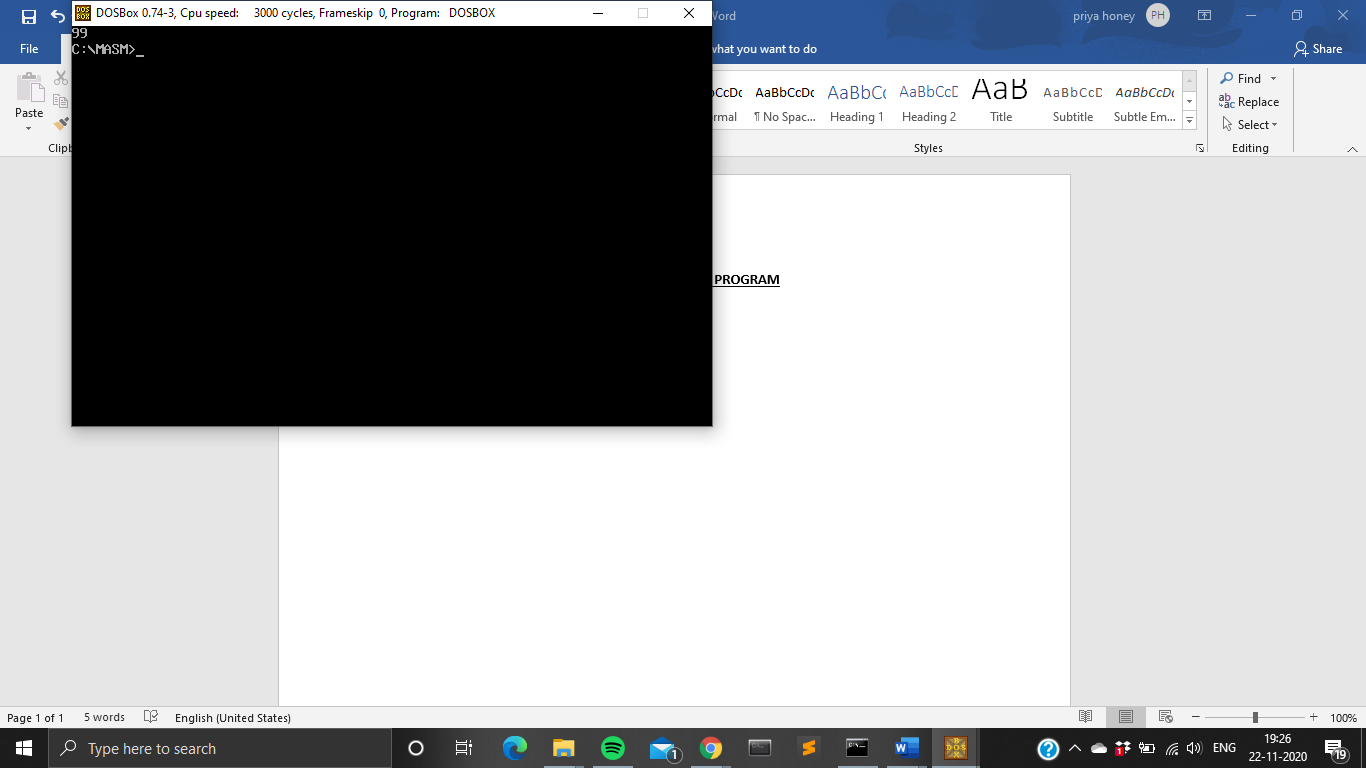 DOSBox 0.74-3, Cpu speed: 3000 cycles, Frameskip 0, Program: DOSBOX
99
C:\MASM>_
Word
priya honey
PH
File
what you want to do
Share
Paste
AaBbCcDc
AaBbCcDc
AaBbCc
AaBbCcD
AaB
AaBbCcD
AaBbCcDc
¶ No Spac...
Heading 1
Heading 2
Title
Subtitle
Subtle Em...
Find
Replace
Select
Styles
Editing
PROGRAM
Page 1 of 1
5 words
English (United States)
100%
Type here to search
1
1
ENG
19:26
22-11-2020
19